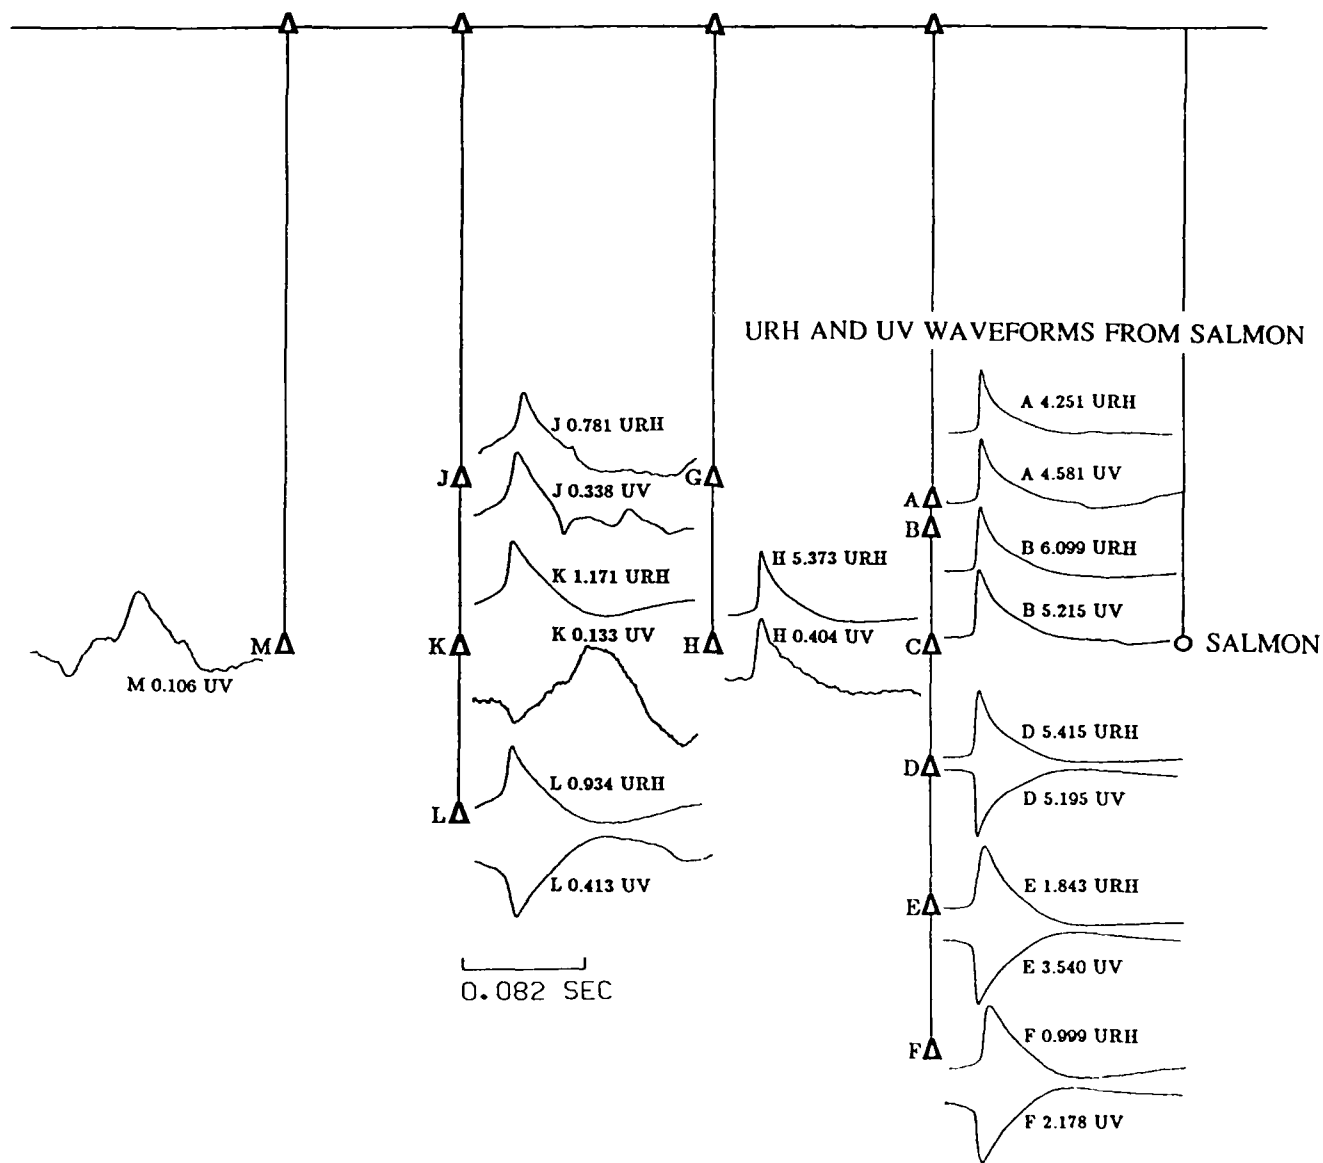 URH AND UV WAVEFORMS FROM SALMON
A 4.251 URH
J 0.781 URH
A 4.581 UV
J
G
J 0.338 UV
A
B
B 6.099 URH
H 5.373 URH
K 1.171 URH
B 5.215 UV
K 0.133 UV
H 0.404 UV
M
K
H
C
SALMON
M 0.106 UV
D 5.415 URH
D
L 0.934 URH
D 5.195 UV
L
L 0.413 UV
E 1.843 URH
E
E 3.540 UV
0.082 SEC
F 0.999 URH
F
F 2.178 UV